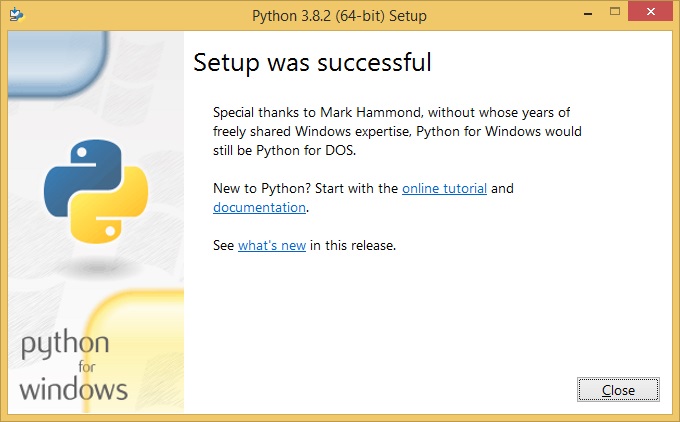 Python 3.8.2 (64-bit) Setup
Setup was successful
Special thanks to Mark Hammond, without whose years of
freely shared Windows expertise, Python for Windows would
still be Python for DOS.
New to Python? Start with the online tutorial and
documentation.
See what's new in this release.
python
for
windows
Close